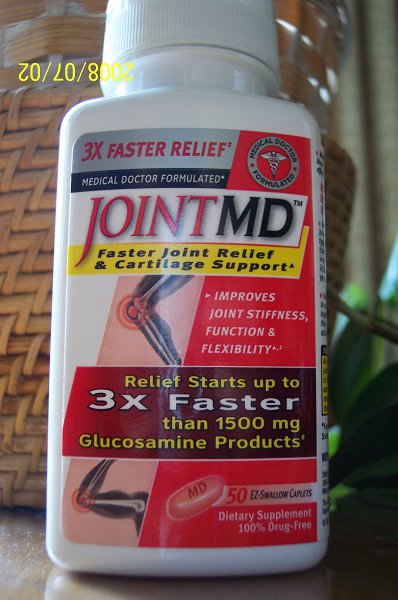 2008/07/02
3X FASTER RELIEF‡
MEDICAL DOCTOR FORMULATED♦
MEDICAL DOCTOR
FORMULATED
JOINTMD™
Faster Joint Relief
& Cartilage Support▲
▸ IMPROVES
JOINT STIFFNESS,
FUNCTION &
FLEXIBILITY▲,‡
Relief Starts up to
3X Faster
than 1500 mg
Glucosamine Products‡
MD
50 EZ-SWALLOW CAPLETS
Dietary Supplement
100% Drug-Free